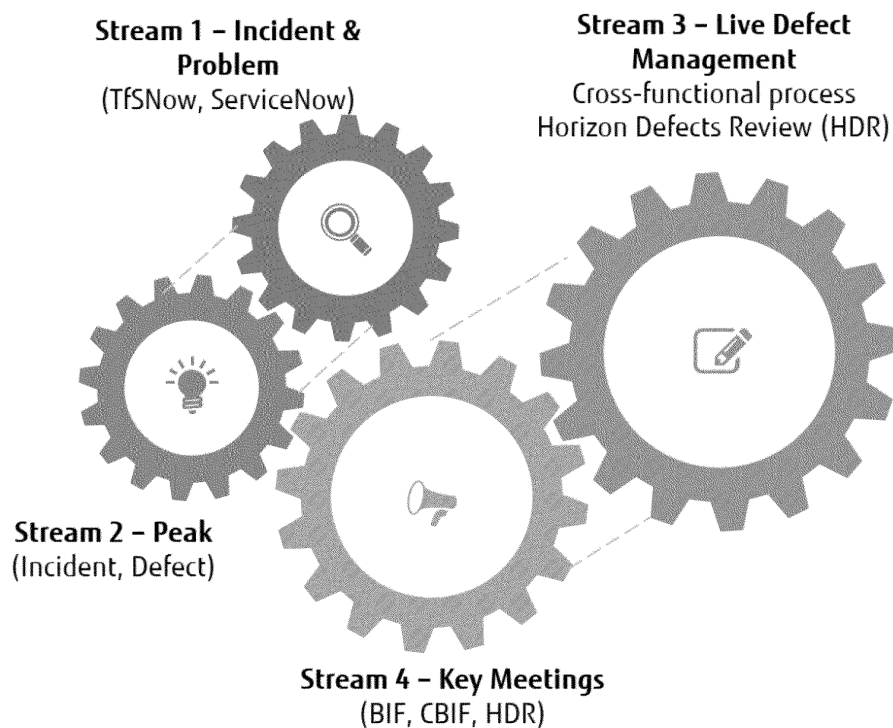 Stream 1 – Incident &
Problem
(TfSNow, ServiceNow)
Stream 3 – Live Defect
Management
Cross-functional process
Horizon Defects Review (HDR)
Stream 2 – Peak
(Incident, Defect)
Stream 4 – Key Meetings
(BIF, CBIF, HDR)